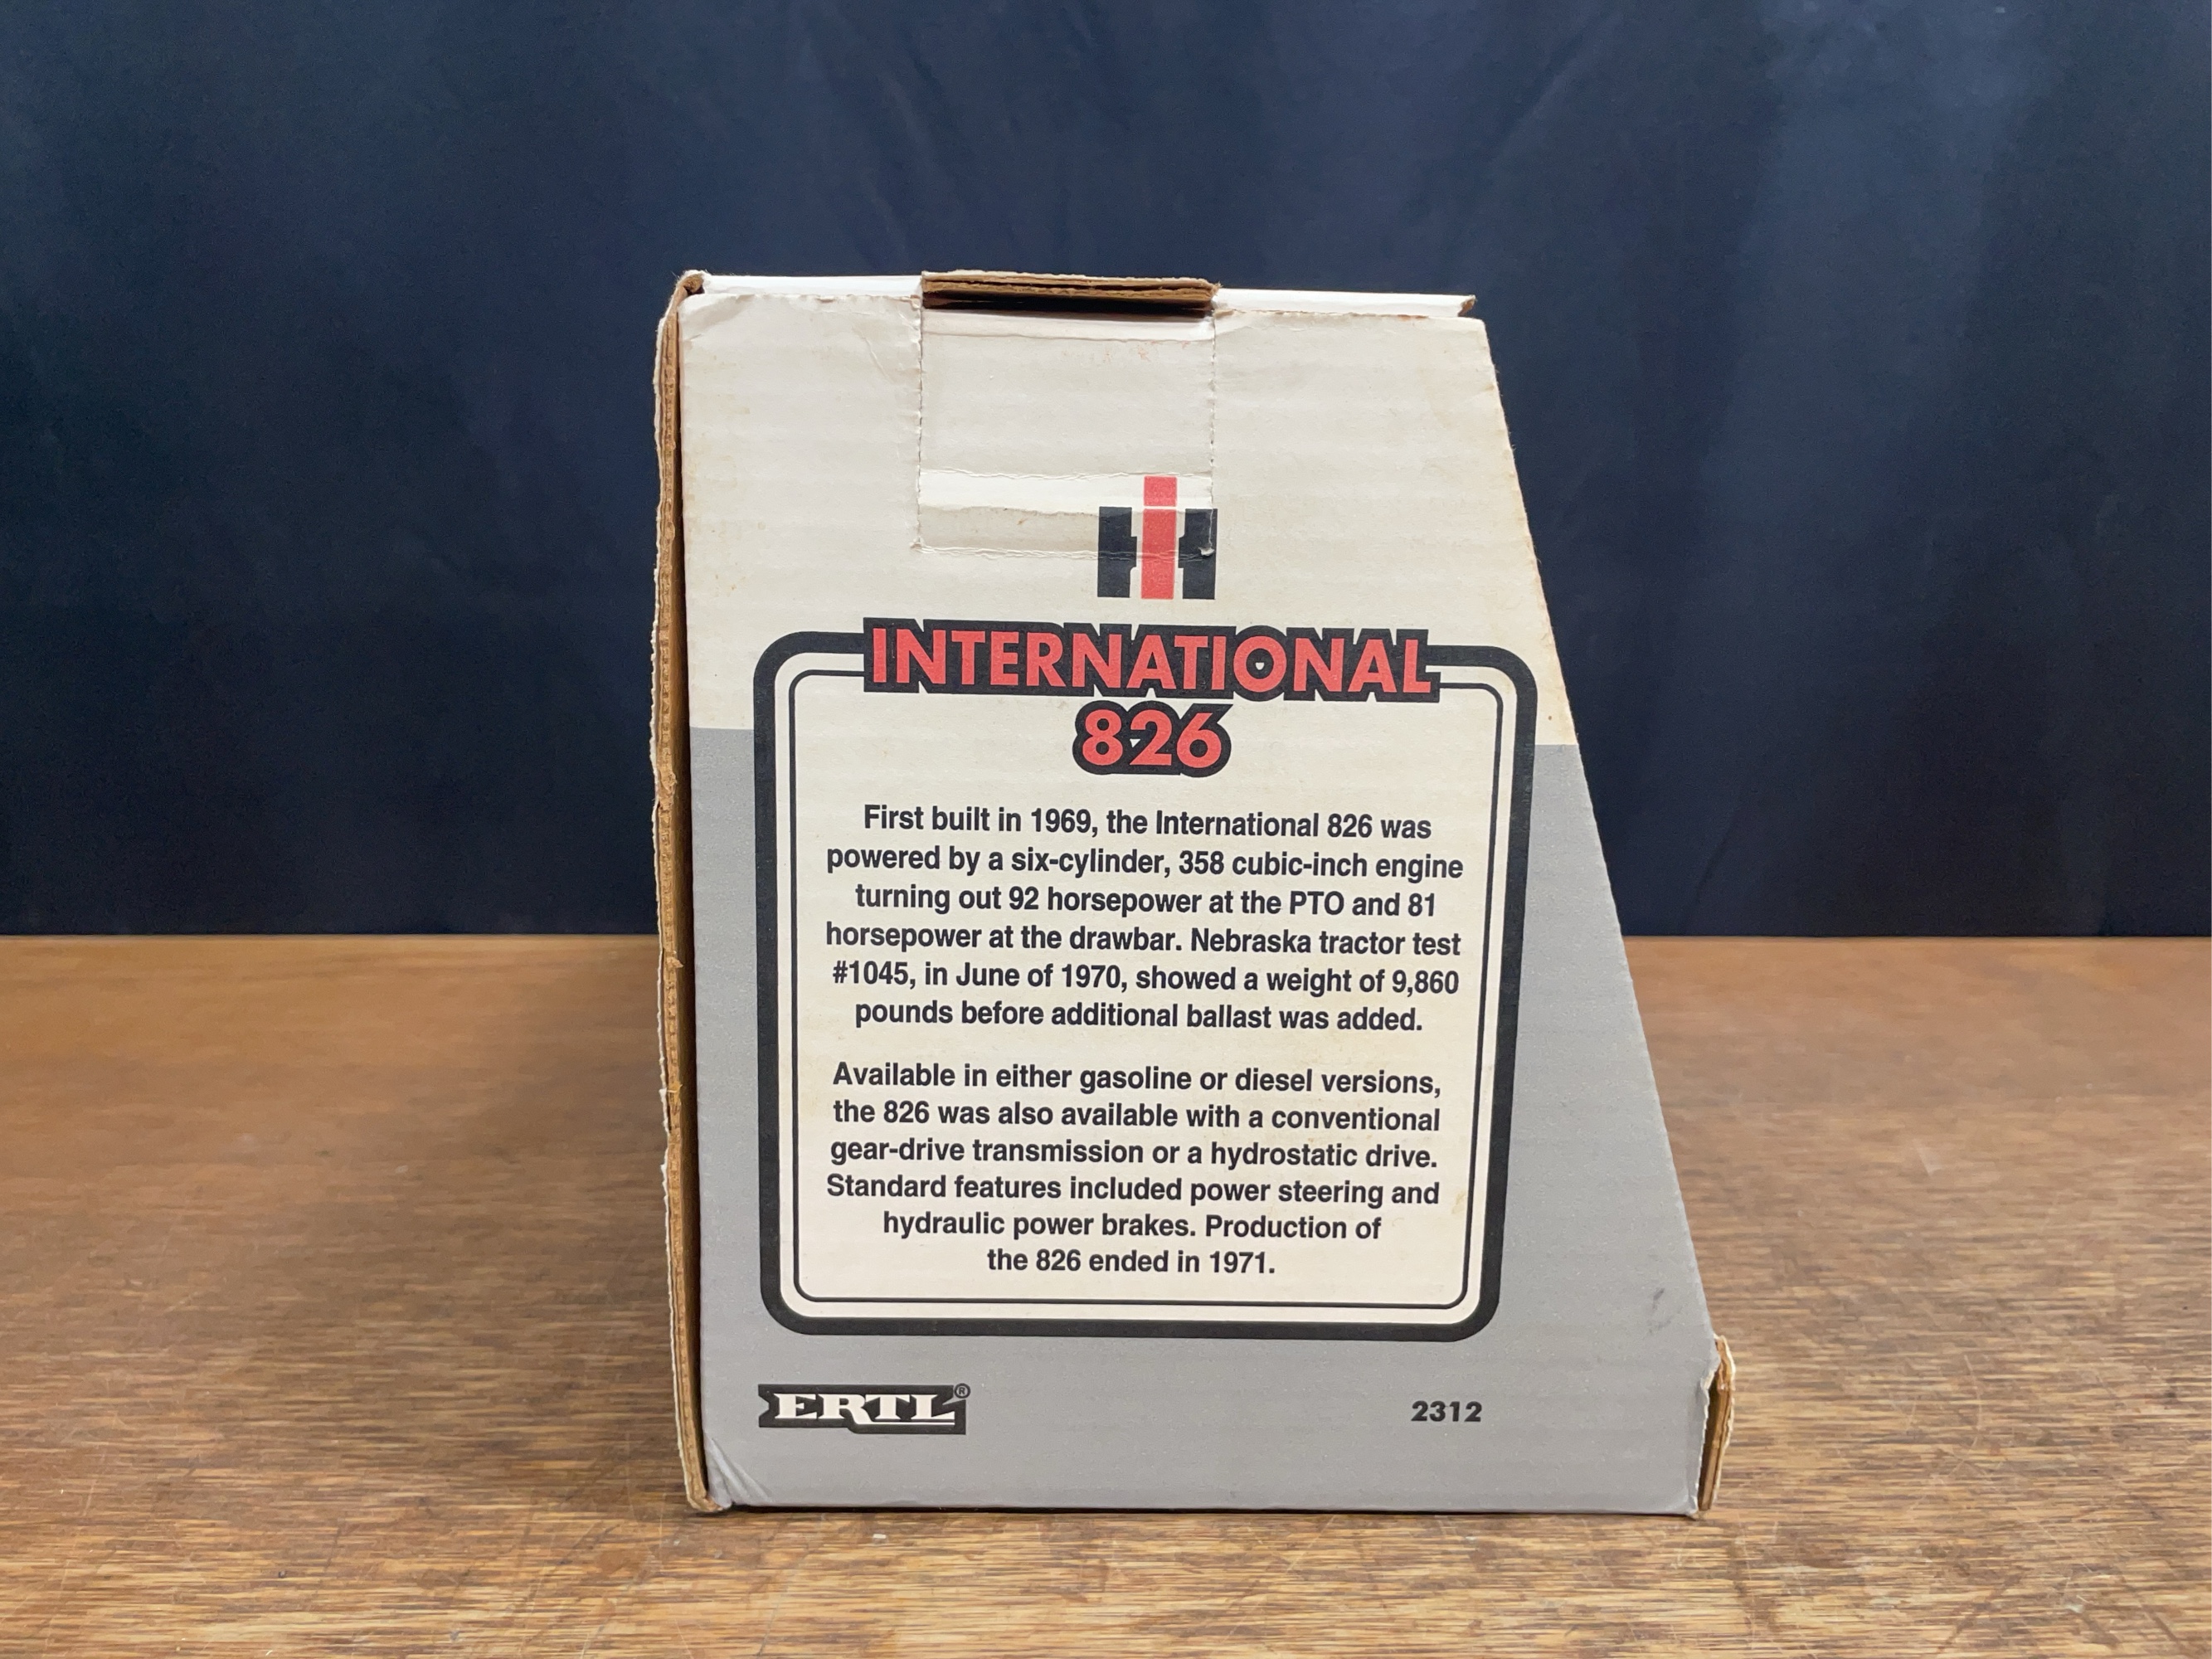 IH
INTERNATIONAL
826
First built in 1969, the International 826 was
powered by a six-cylinder, 358 cubic-inch engine
turning out 92 horsepower at the PTO and 81
horsepower at the drawbar. Nebraska tractor test
#1045, in June of 1970, showed a weight of 9,860
pounds before additional ballast was added.
Available in either gasoline or diesel versions,
the 826 was also available with a conventional
gear-drive transmission or a hydrostatic drive.
Standard features included power steering and
hydraulic power brakes. Production of
the 826 ended in 1971.
ERTL®
2312